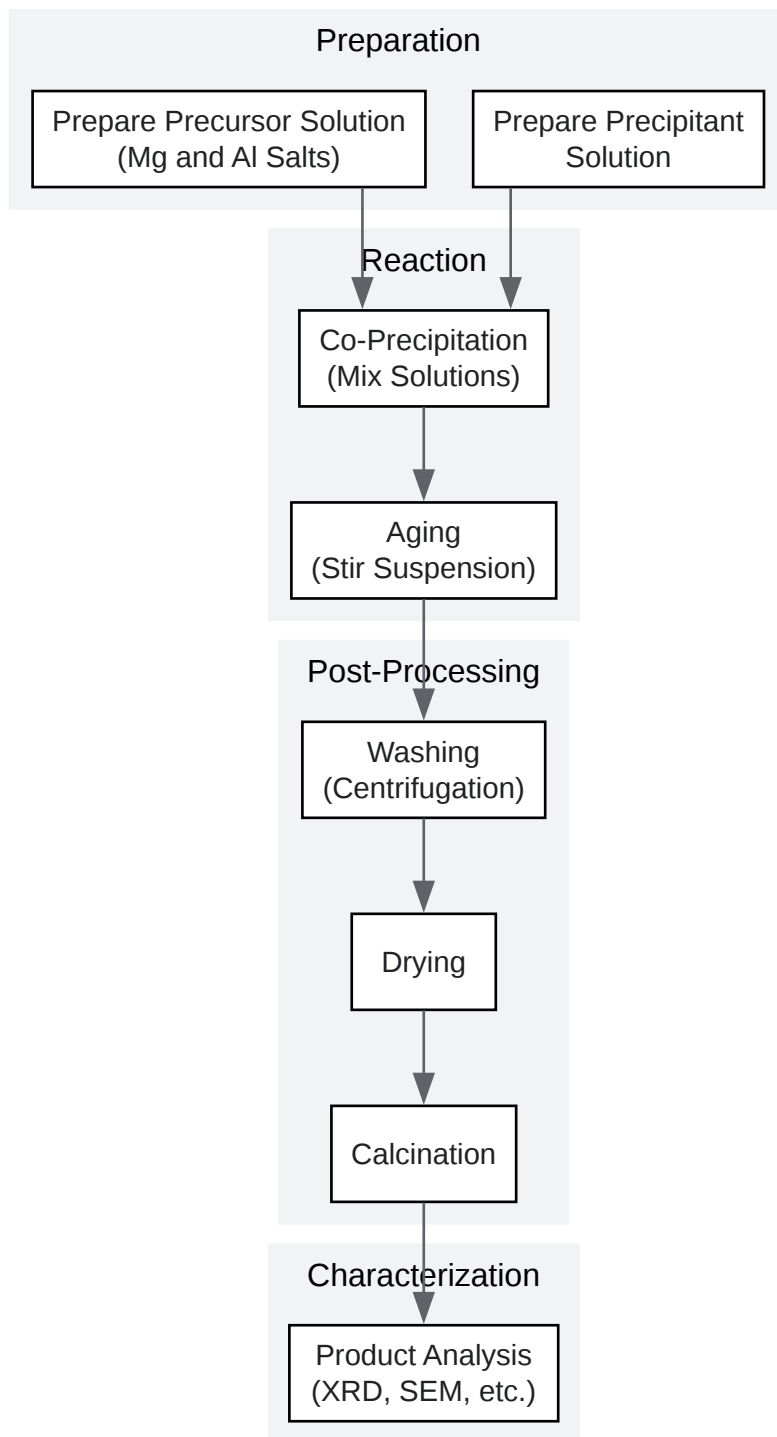 Preparation
Prepare Precursor Solution
(Mg and Al Salts)
Prepare Precipitant
Solution
Reaction
Co-Precipitation
(Mix Solutions)
Aging
(Stir Suspension)
Post-Processing
Washing
(Centrifugation)
Drying
Calcination
Characterization
Product Analysis
(XRD, SEM, etc.)